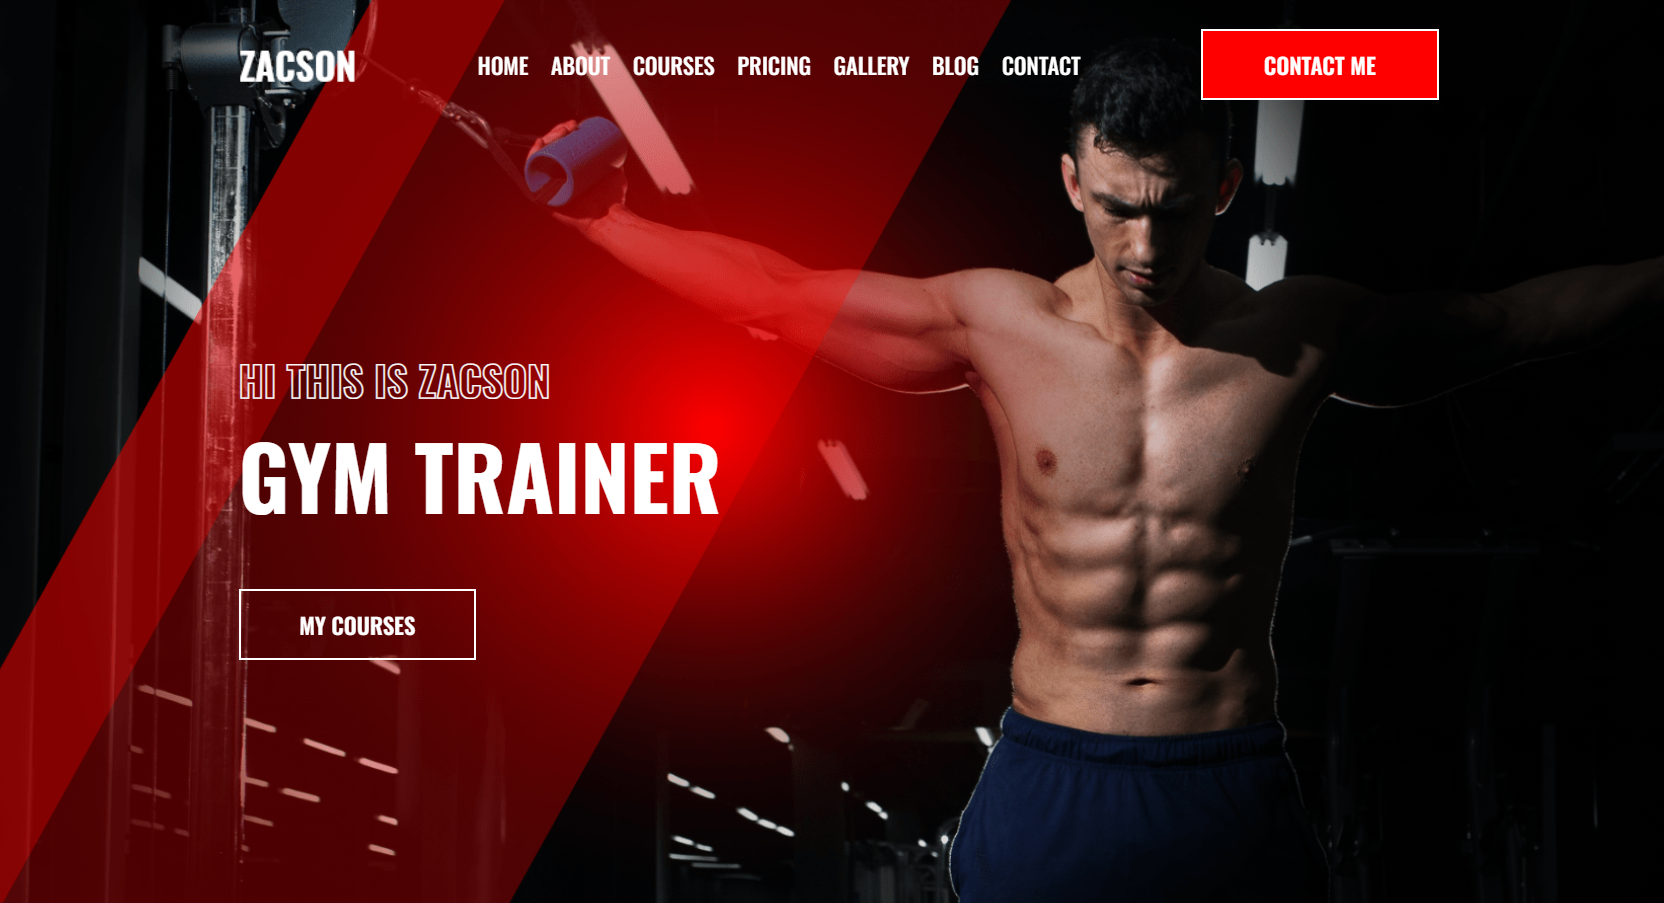 ZACSON
HOME ABOUT COURSES PRICING GALLERY BLOG CONTACT
CONTACT ME
HI THIS IS ZACSON
GYM TRAINER
MY COURSES